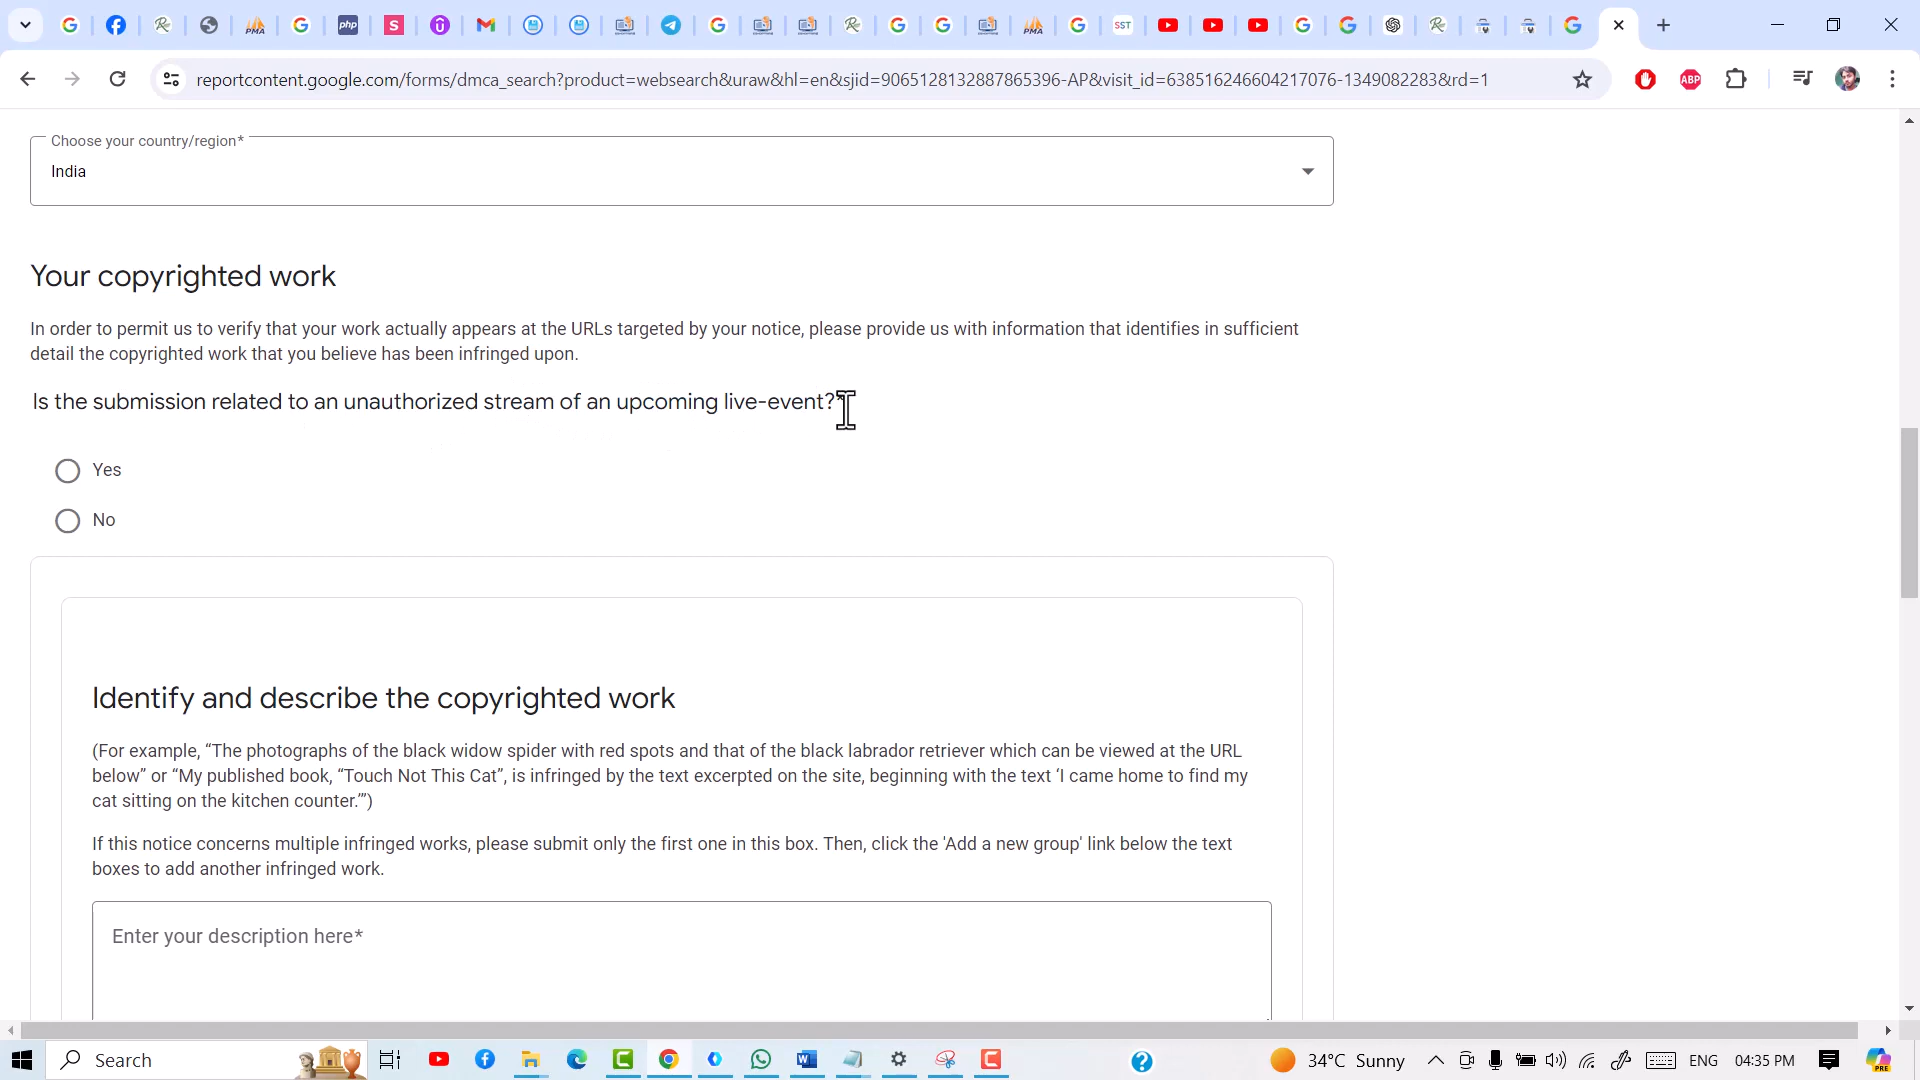 reportcontent.google.com/forms/dmca_search?product=websearch&uraw&hl=en&sjid=9065128132887865396-AP&visit_id=638516246604217076-1349082283&rd=1
Choose your country/region*
India
Your copyrighted work
In order to permit us to verify that your work actually appears at the URLs targeted by your notice, please provide us with information that identifies in sufficient
detail the copyrighted work that you believe has been infringed upon.
Is the submission related to an unauthorized stream of an upcoming live-event?*
Yes
No
Identify and describe the copyrighted work
(For example, “The photographs of the black widow spider with red spots and that of the black labrador retriever which can be viewed at the URL
below” or “My published book, “Touch Not This Cat”, is infringed by the text excerpted on the site, beginning with the text ‘I came home to find my
cat sitting on the kitchen counter.’”)
If this notice concerns multiple infringed works, please submit only the first one in this box. Then, click the 'Add a new group' link below the text
boxes to add another infringed work.
Enter your description here*
Search
34°C Sunny
ENG
04:35 PM